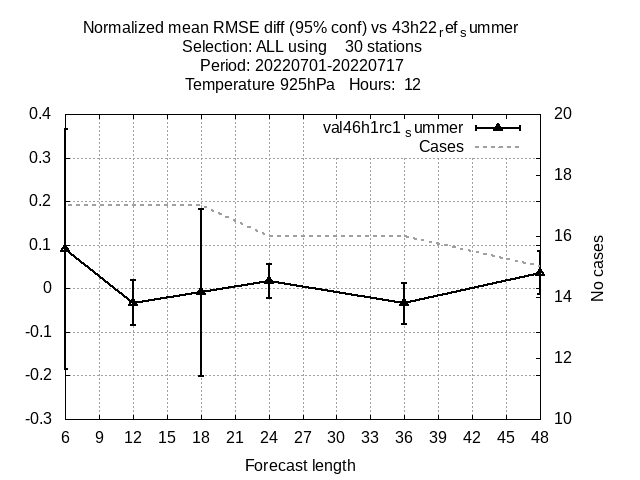 Normalized mean RMSE diff (95% conf) vs 43h22refsummer
Selection: ALL using 30 stations
Period: 20220701-20220717
Temperature 925hPa Hours: 12
val46h1rc1summer
Cases
0.4
0.3
0.2
0.1
0
-0.1
-0.2
-0.3
20
18
16
14
12
10
No cases
6 9 12 15 18 21 24 27 30 33 36 39 42 45 48
Forecast length